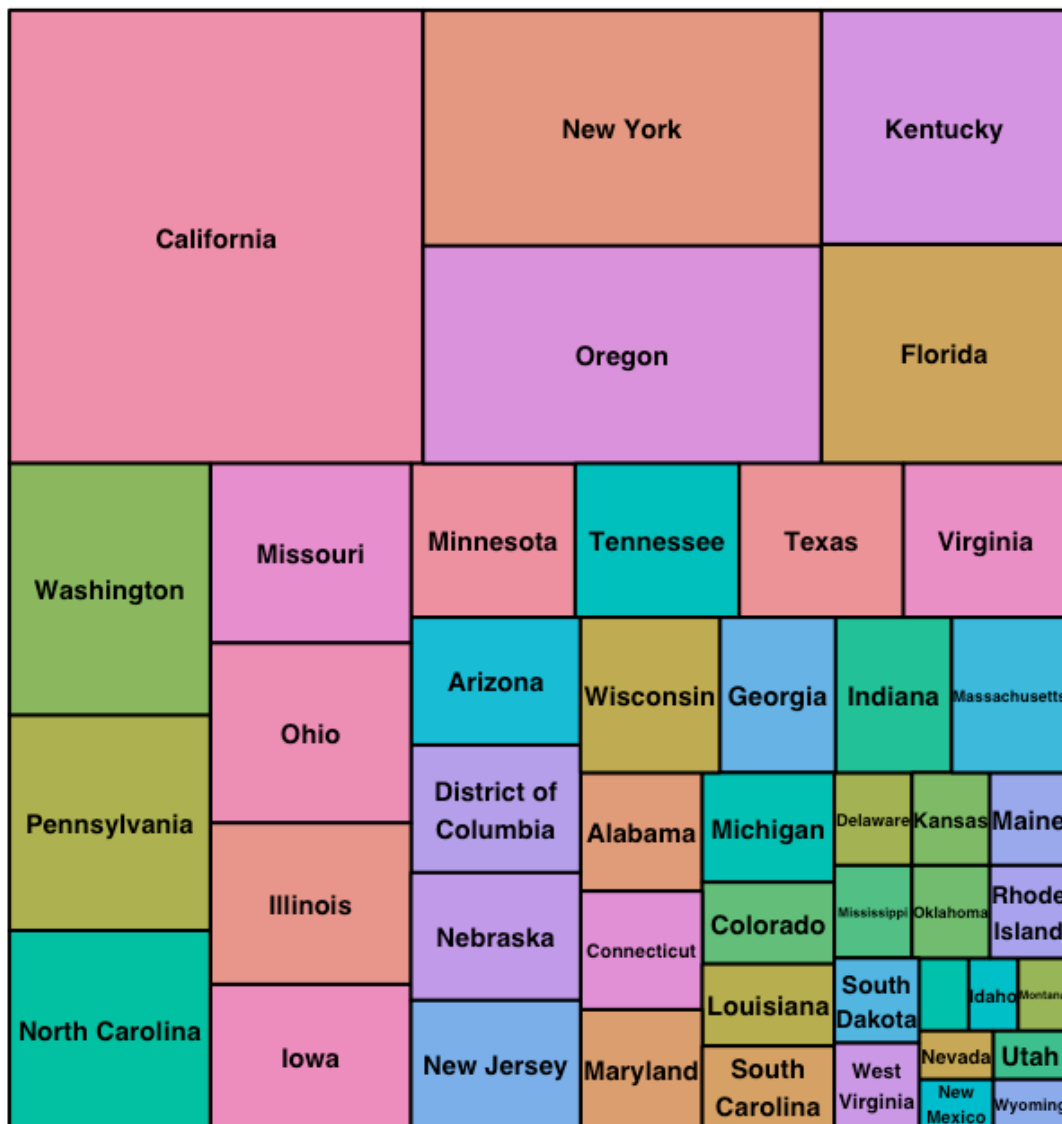 California
New York
Kentucky
Oregon
Florida
Washington
Missouri
Minnesota
Tennessee
Texas
Virginia
Pennsylvania
Ohio
Arizona
Wisconsin
Georgia
Indiana
Massachusetts
District of
Columbia
Alabama
Michigan
Delaware
Kansas
Maine
North Carolina
Illinois
Nebraska
Connecticut
Colorado
Mississippi
Oklahoma
Rhode
Island
Iowa
New Jersey
Maryland
Louisiana
South
Carolina
South
Dakota
West
Virginia
Idaho
Montana
Nevada
Utah
New
Mexico
Wyoming